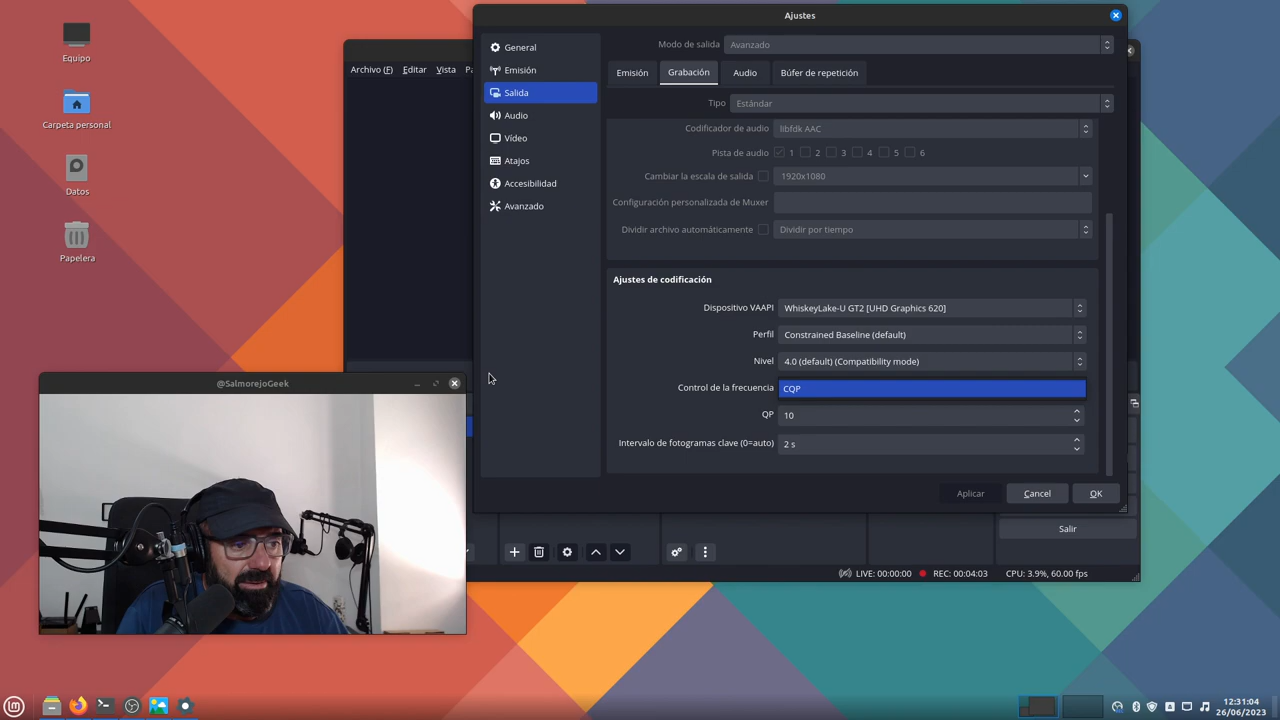 Equipo
Carpeta personal
Datos
Papelera
Archivo (F)
Editar
Vista
Ajustes
General
Emisión
Salida
Audio
Vídeo
Atajos
Accesibilidad
Avanzado
Modo de salida
Avanzado
Emisión
Grabación
Audio
Búfer de repetición
Tipo
Estándar
Codificador de audio
libfdk AAC
Pista de audio
1 2 3 4 5 6
Cambiar la escala de salida
1920x1080
Configuración personalizada de Muxer
Dividir archivo automáticamente
Dividir por tiempo
Ajustes de codificación
Dispositivo VAAPI
WhiskeyLake-U GT2 [UHD Graphics 620]
Perfil
Constrained Baseline (default)
Nivel
4.0 (default) (Compatibility mode)
Control de la frecuencia
CQP
QP
10
Intervalo de fotogramas clave (0=auto)
2 s
Aplicar
Cancel
OK
@SalmorejoGeek
Salir
LIVE: 00:00:00
REC: 00:04:03
CPU: 3.9%, 60.00 fps
12:31:04
26/06/2023